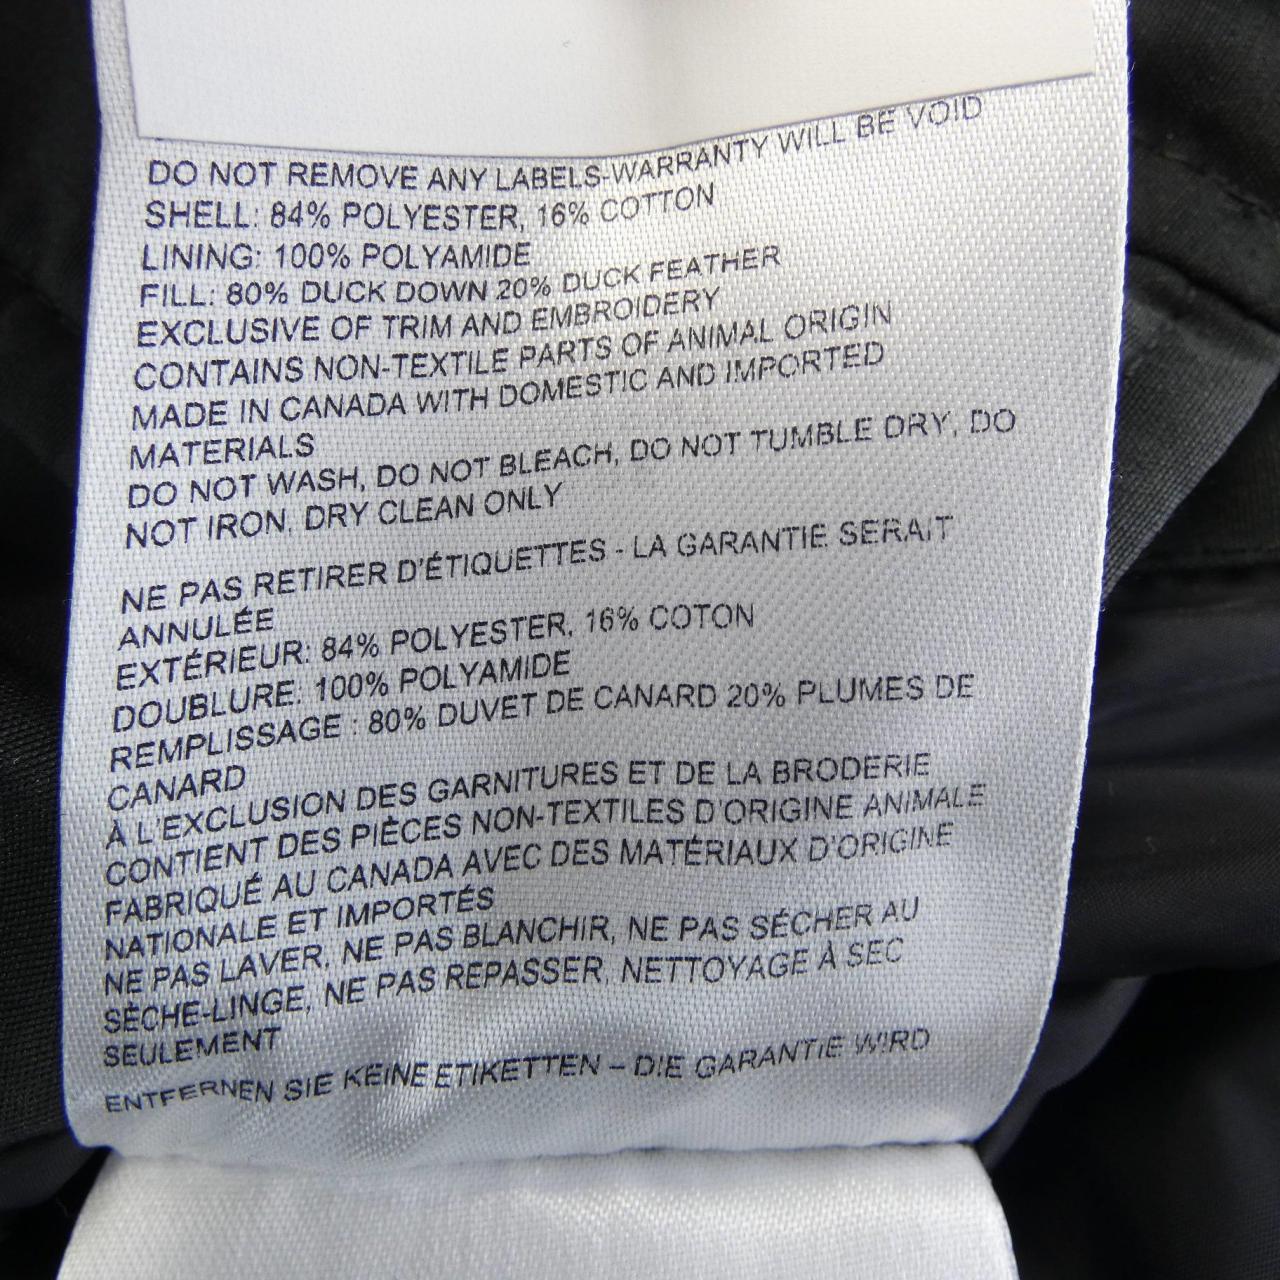 DO NOT REMOVE ANY LABELS-WARRANTY WILL BE VOID
SHELL: 84% POLYESTER, 16% COTTON
LINING: 100% POLYAMIDE
FILL: 80% DUCK DOWN 20% DUCK FEATHER
EXCLUSIVE OF TRIM AND EMBROIDERY
CONTAINS NON-TEXTILE PARTS OF ANIMAL ORIGIN
MADE IN CANADA WITH DOMESTIC AND IMPORTED
MATERIALS
DO NOT WASH, DO NOT BLEACH, DO NOT TUMBLE DRY, DO
NOT IRON, DRY CLEAN ONLY
NE PAS RETIRER D'ÉTIQUETTES - LA GARANTIE SERAIT
ANNULÉE
EXTÉRIEUR: 84% POLYESTER, 16% COTON
DOUBLURE: 100% POLYAMIDE
REMPLISSAGE : 80% DUVET DE CANARD 20% PLUMES DE
CANARD
À L'EXCLUSION DES GARNITURES ET DE LA BRODERIE
CONTIENT DES PIÈCES NON-TEXTILES D'ORIGINE ANIMALE
FABRIQUÉ AU CANADA AVEC DES MATÉRIAUX D'ORIGINE
NATIONALE ET IMPORTÉS
NE PAS LAVER, NE PAS BLANCHIR, NE PAS SÉCHER AU
SÈCHE-LINGE, NE PAS REPASSER, NETTOYAGE À SEC
SEULEMENT
ENTFERNEN SIE KEINE ETIKETTEN – DIE GARANTIE WIRD